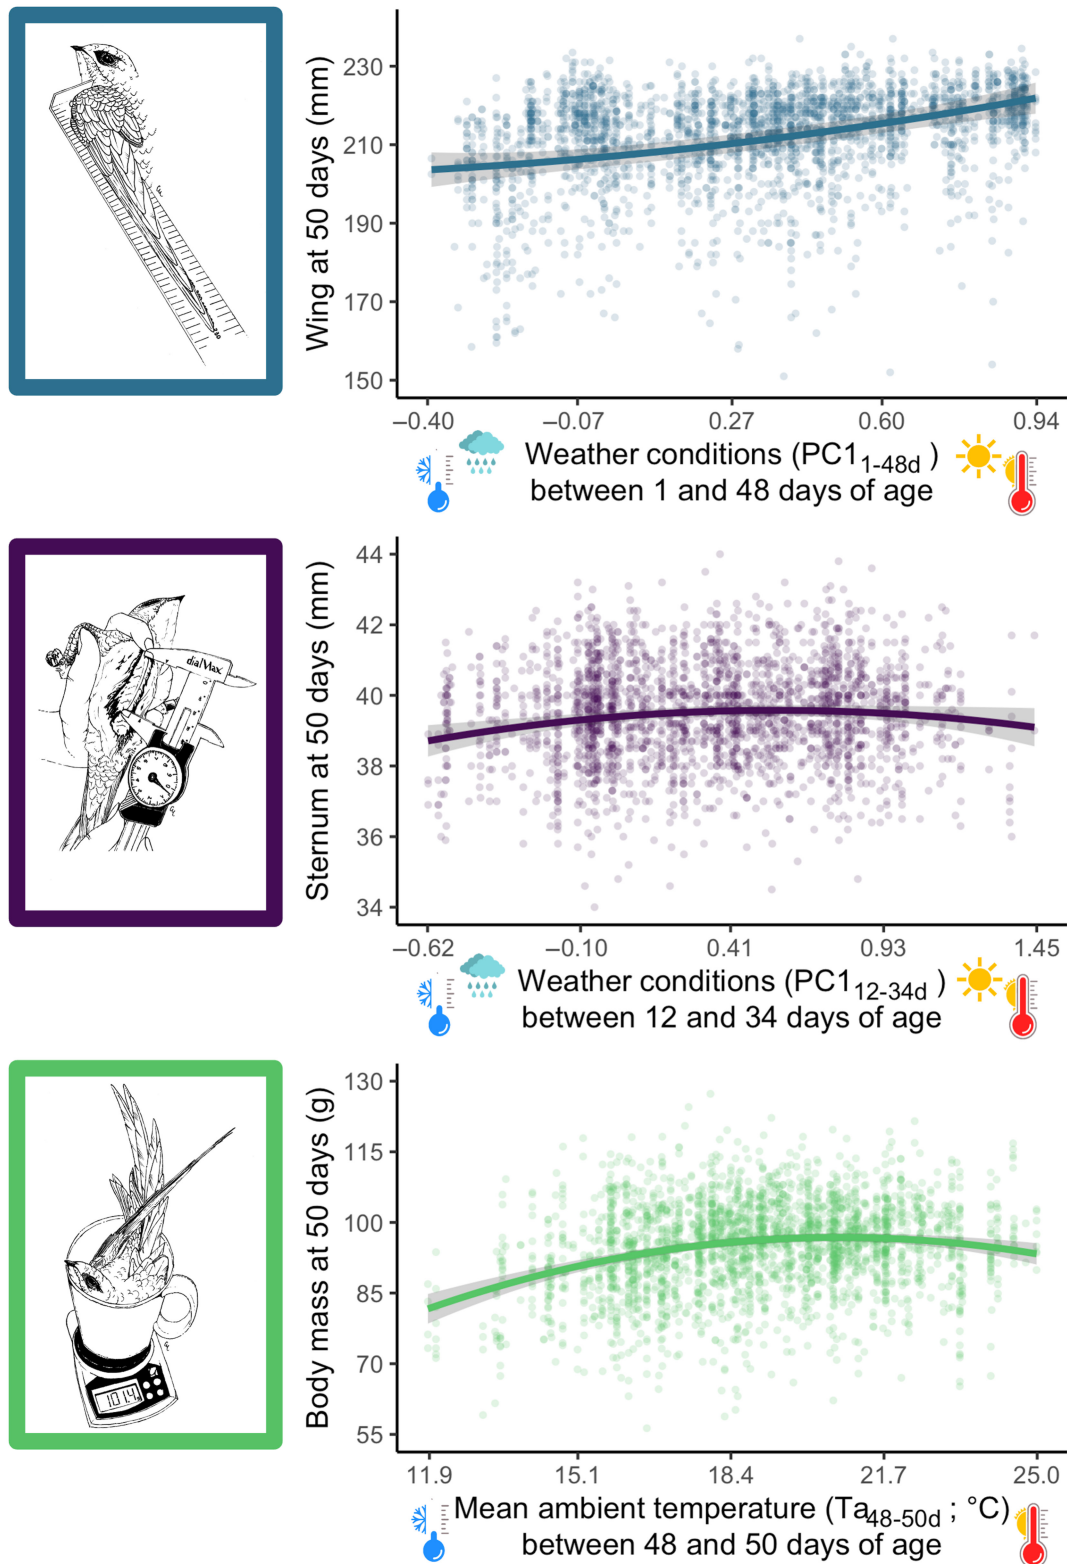 Wing at 50 days (mm)
230
210
190
170
150
−0.40 −0.07 0.27 0.60 0.94
Weather conditions (PC1₁₋₄₈d )
between 1 and 48 days of age
dialMax
Sternum at 50 days (mm)
44
42
40
38
36
34
−0.62 −0.10 0.41 0.93 1.45
Weather conditions (PC1₁₂₋₃₄d )
between 12 and 34 days of age
101.4
Body mass at 50 days (g)
130
115
100
85
70
55
11.9 15.1 18.4 21.7 25.0
Mean ambient temperature (Ta₄₈₋₅₀d ; °C)
between 48 and 50 days of age